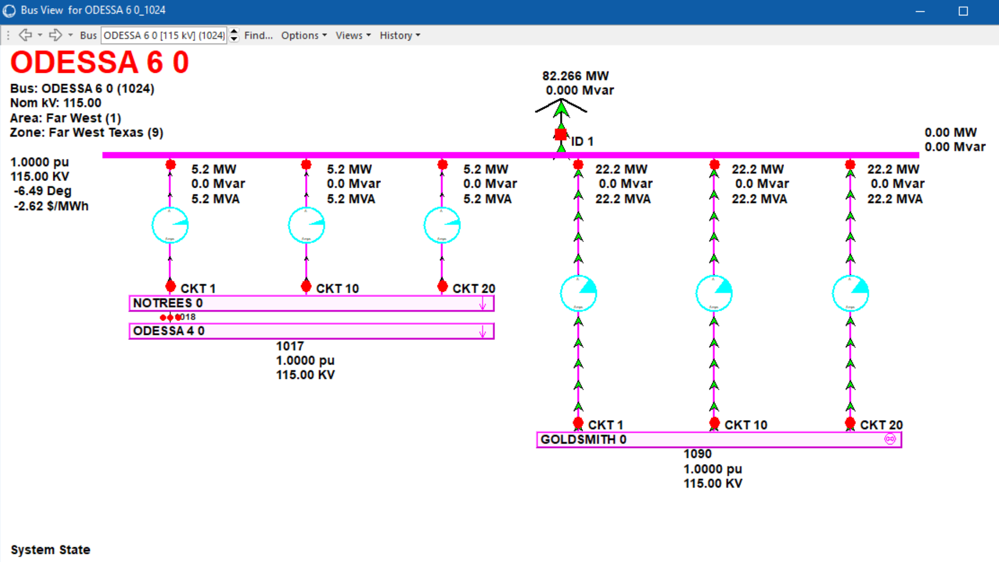 Bus View for ODESSA 6 0_1024
Bus ODESSA 6 0 [115 kV] (1024) Find... Options Views History
ODESSA 6 0
Bus: ODESSA 6 0 (1024)
Nom kV: 115.00
Area: Far West (1)
Zone: Far West Texas (9)
82.266 MW
0.000 Mvar
ID 1
0.00 MW
0.00 Mvar
1.0000 pu
115.00 KV
-6.49 Deg
-2.62 $/MWh
5.2 MW
0.0 Mvar
5.2 MVA
5.2 MW
0.0 Mvar
5.2 MVA
5.2 MW
0.0 Mvar
5.2 MVA
22.2 MW
0.0 Mvar
22.2 MVA
22.2 MW
0.0 Mvar
22.2 MVA
22.2 MW
0.0 Mvar
22.2 MVA
A
Amps
A
Amps
A
Amps
CKT 1
CKT 10
CKT 20
NOTREES 0
1018
ODESSA 4 0
1017
1.0000 pu
115.00 KV
A
Amps
A
Amps
A
Amps
CKT 1
CKT 10
CKT 20
GOLDSMITH 0
1090
1.0000 pu
115.00 KV
System State